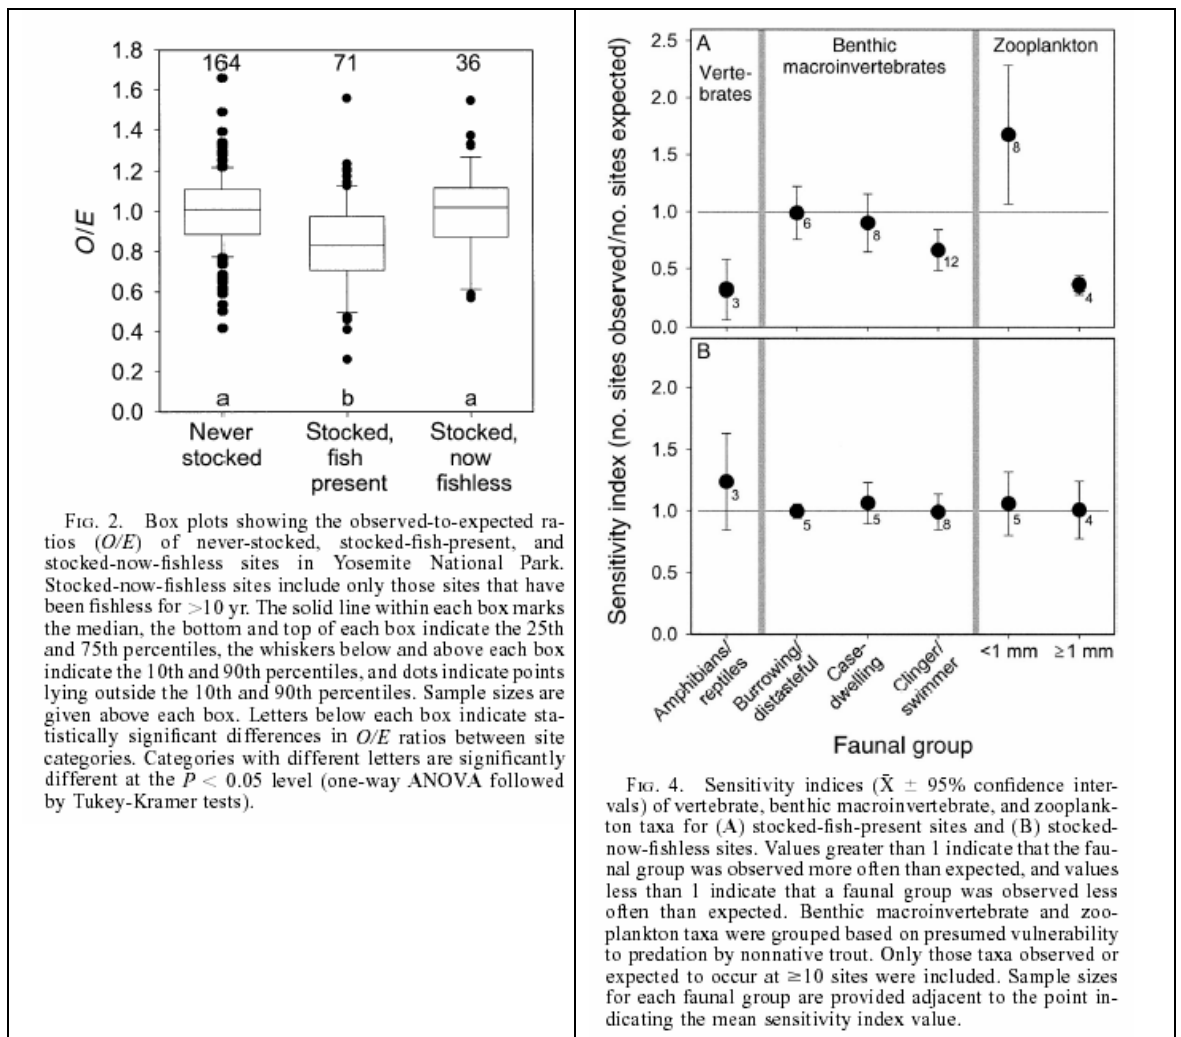 1.8
1.6
1.4
1.2
1.0
0.8
0.6
0.4
0.2
0.0
O/E
164
71
36
a
b
a
Never
stocked
Stocked,
fish
present
Stocked,
now
fishless
FIG. 2. Box plots showing the observed-to-expected ra-
tios (O/E) of never-stocked, stocked-fish-present, and
stocked-now-fishless sites in Yosemite National Park.
Stocked-now-fishless sites include only those sites that have
been fishless for >10 yr. The solid line within each box marks
the median, the bottom and top of each box indicate the 25th
and 75th percentiles, the whiskers below and above each box
indicate the 10th and 90th percentiles, and dots indicate points
lying outside the 10th and 90th percentiles. Sample sizes are
given above each box. Letters below each box indicate sta-
tistically significant differences in O/E ratios between site
categories. Categories with different letters are significantly
different at the P < 0.05 level (one-way ANOVA followed
by Tukey-Kramer tests).
Sensitivity index (no. sites observed/no. sites expected)
2.5
2.0
1.5
1.0
0.5
0.0
A
Verte-
brates
Benthic
macroinvertebrates
Zooplankton
3
6
8
12
8
4
B
2.0
1.5
1.0
0.5
0.0
3
5
5
8
5
4
Amphibians/
reptiles
Burrowing/
distasteful
Case-
dwelling
Clinger/
swimmer
<1 mm
≥1 mm
Faunal group
FIG. 4. Sensitivity indices (X̄ ± 95% confidence inter-
vals) of vertebrate, benthic macroinvertebrate, and zooplank-
ton taxa for (A) stocked-fish-present sites and (B) stocked-
now-fishless sites. Values greater than 1 indicate that the fau-
nal group was observed more often than expected, and values
less than 1 indicate that a faunal group was observed less
often than expected. Benthic macroinvertebrate and zoo-
plankton taxa were grouped based on presumed vulnerability
to predation by nonnative trout. Only those taxa observed or
expected to occur at ≥10 sites were included. Sample sizes
for each faunal group are provided adjacent to the point in-
dicating the mean sensitivity index value.